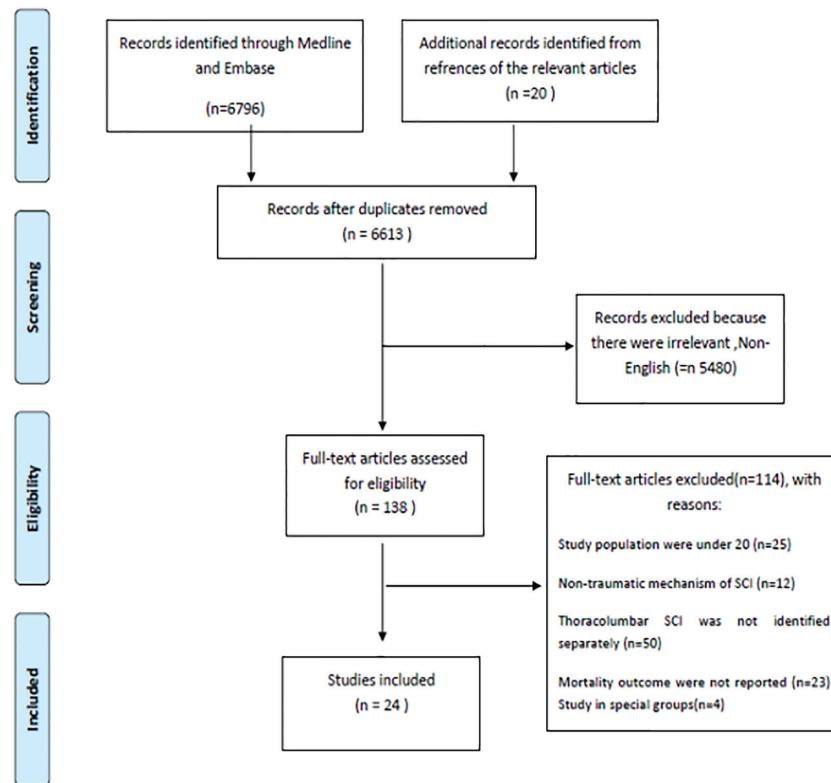 Identification
Records identified through Medline
and Embase
(n=6796)
Additional records identified from
refrences of the relevant articles
(n =20 )
Records after duplicates removed
(n = 6613 )
Screening
Records excluded because
there were irrelevant ,Non-
English (=n 5480)
Eligibility
Full-text articles assessed
for eligibility
(n = 138 )
Full-text articles excluded(n=114), with
reasons:
Study population were under 20 (n=25)
Non-traumatic mechanism of SCI (n=12)
Thoracolumbar SCI was not identified
separately (n=50)
Mortality outcome were not reported (n=23)
Study in special groups(n=4)
Included
Studies included
(n = 24 )